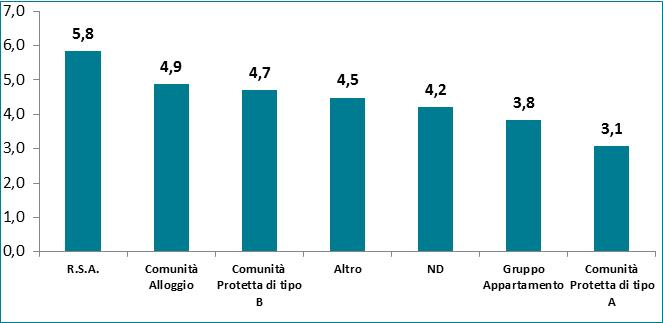 7,0
6,0
5,0
4,0
3,0
2,0
1,0
0,0
5,8
4,9
4,7
4,5
4,2
3,8
3,1
R.S.A.
Comunità
Alloggio
Comunità
Protetta di tipo
B
Altro
ND
Gruppo
Appartamento
Comunità
Protetta di tipo
A